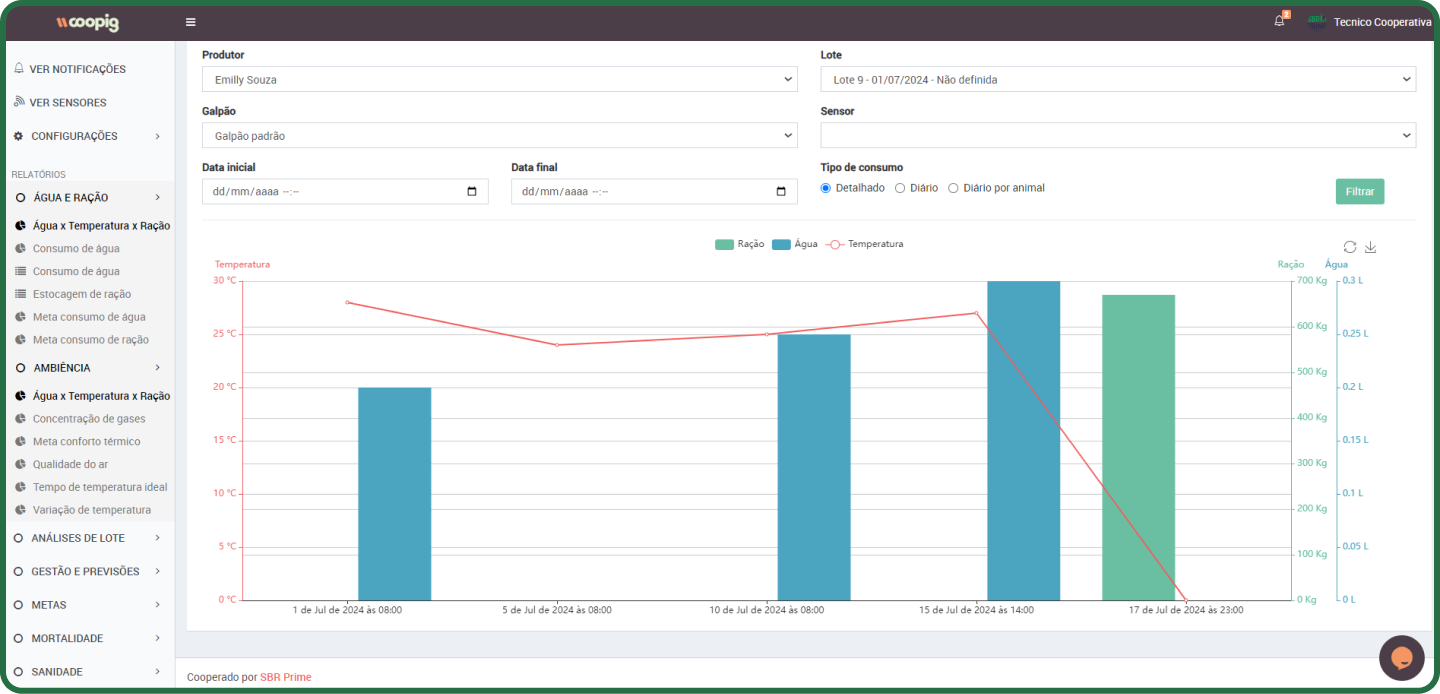 coopig
2
Tecnico Cooperativa
VER NOTIFICAÇÕES
VER SENSORES
CONFIGURAÇÕES
RELATÓRIOS
ÁGUA E RAÇÃO
Água x Temperatura x Ração
Consumo de água
Consumo de água
Estocagem de ração
Meta consumo de água
Meta consumo de ração
AMBIÊNCIA
Água x Temperatura x Ração
Concentração de gases
Meta conforto térmico
Qualidade do ar
Tempo de temperatura ideal
Variação de temperatura
ANÁLISES DE LOTE
GESTÃO E PREVISÕES
METAS
MORTALIDADE
SANIDADE
Produtor
Emilly Souza
Lote
Lote 9 - 01/07/2024 - Não definida
Galpão
Galpão padrão
Sensor
Data inicial
dd/mm/aaaa --:--
Data final
dd/mm/aaaa --:--
Tipo de consumo
Detalhado Diário Diário por animal
Filtrar
Ração Água Temperatura
Temperatura
30 °C
25 °C
20 °C
15 °C
10 °C
5 °C
0 °C
Ração
700 Kg
600 Kg
500 Kg
400 Kg
300 Kg
200 Kg
100 Kg
0 Kg
Água
0.3 L
0.25 L
0.2 L
0.15 L
0.1 L
0.05 L
0 L
1 de Jul de 2024 às 08:00
5 de Jul de 2024 às 08:00
10 de Jul de 2024 às 08:00
15 de Jul de 2024 às 14:00
17 de Jul de 2024 às 23:00
Cooperado por SBR Prime